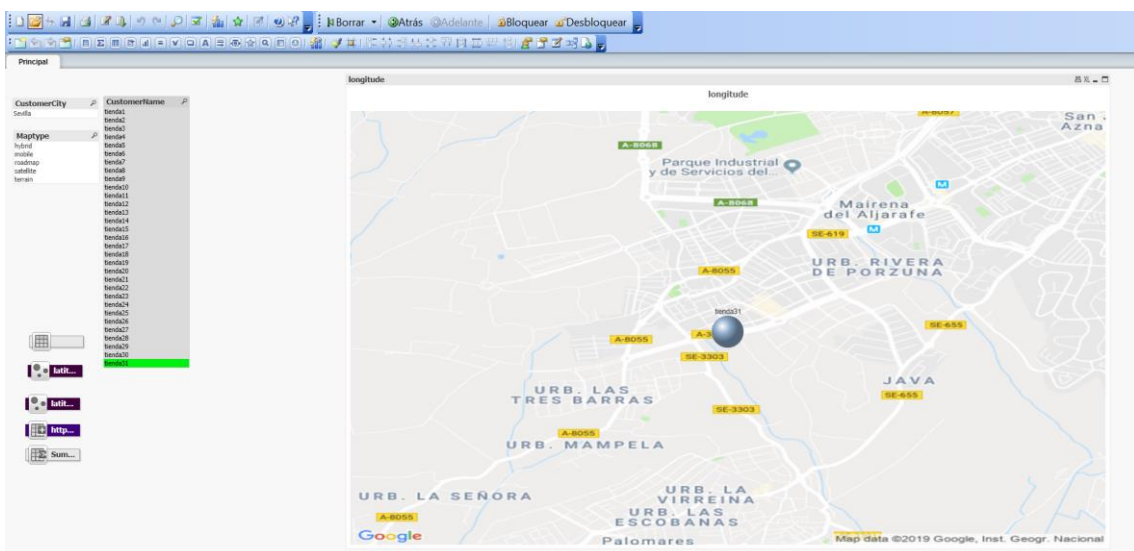 Borrar
Atrás
Adelante
Bloquear
Desbloquear
Principal
CustomerCity
Sevilla
Maptype
hybrid
mobile
roadmap
satellite
terrain
CustomerName
tienda1
tienda2
tienda3
tienda4
tienda5
tienda6
tienda7
tienda8
tienda9
tienda10
tienda11
tienda12
tienda13
tienda14
tienda15
tienda16
tienda17
tienda18
tienda19
tienda20
tienda21
tienda22
tienda23
tienda24
tienda25
tienda26
tienda27
tienda28
tienda29
tienda30
tienda31
latit...
latit...
http...
Sum...
longitude
XL
longitude
A-8057
San .
Azna
A-8068
Parque Industrial
y de Servicios del...
M
A-8068
Mairena
del Aljarafe
SE-619
M
URB. RIVERA
DE PORZUNA
A-8055
tienda31
SE-655
A-8055
A-3
SE-3303
JAVA
SE-655
URB. LAS
TRES BARRAS
SE-3303
A-8055
URB. MAMPELA
URB. LA SEÑORA
URB. LA
VIRREINA
URB. LAS
ESCOBANAS
A-8055
Google
Palomares
Map data ©2019 Google, Inst. Geogr. Nacional